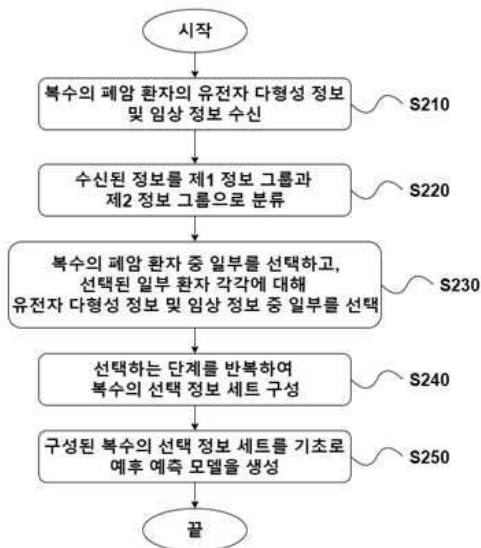 시작
복수의 폐암 환자의 유전자 다형성 정보
및 임상 정보 수신
S210
수신된 정보를 제1 정보 그룹과
제2 정보 그룹으로 분류
S220
복수의 폐암 환자 중 일부를 선택하고,
선택된 일부 환자 각각에 대해
유전자 다형성 정보 및 임상 정보 중 일부를 선택
S230
선택하는 단계를 반복하여
복수의 선택 정보 세트 구성
S240
구성된 복수의 선택 정보 세트를 기초로
예후 예측 모델을 생성
S250
끝